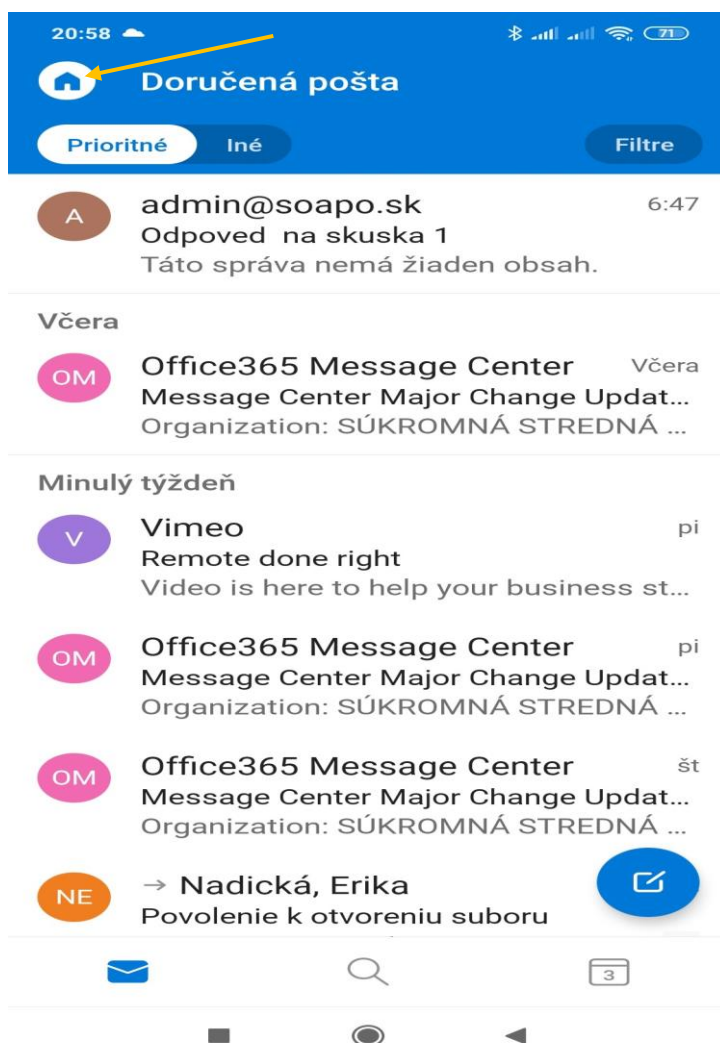 20:58
71
Doručená pošta
Prioritné Iné Filtre
A admin@soapo.sk 6:47
Odpoved na skuska 1
Táto správa nemá žiaden obsah.
Včera
OM Office365 Message Center Včera
Message Center Major Change Updat...
Organization: SÚKROMNÁ STREDNÁ ...
Minulý týždeň
V Vimeo pi
Remote done right
Video is here to help your business st...
OM Office365 Message Center pi
Message Center Major Change Updat...
Organization: SÚKROMNÁ STREDNÁ ...
OM Office365 Message Center št
Message Center Major Change Updat...
Organization: SÚKROMNÁ STREDNÁ ...
NE → Nadická, Erika
Povolenie k otvoreniu suboru
3